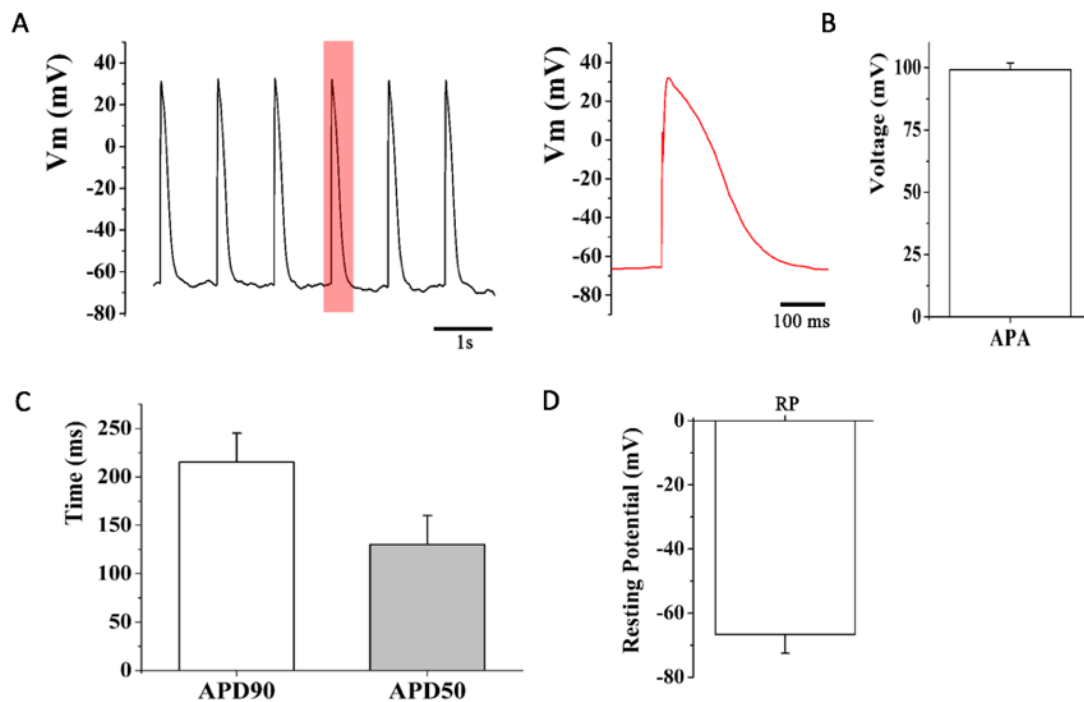 A
Vm (mV)
40
20
0
-20
-40
-60
-80
1s
Vm (mV)
40
20
0
-20
-40
-60
-80
100 ms
B
Voltage (mV)
100
75
50
25
0
APA
C
Time (ms)
250
200
150
100
50
0
APD90 APD50
D
RP
Resting Potential (mV)
0
-20
-40
-60
-80